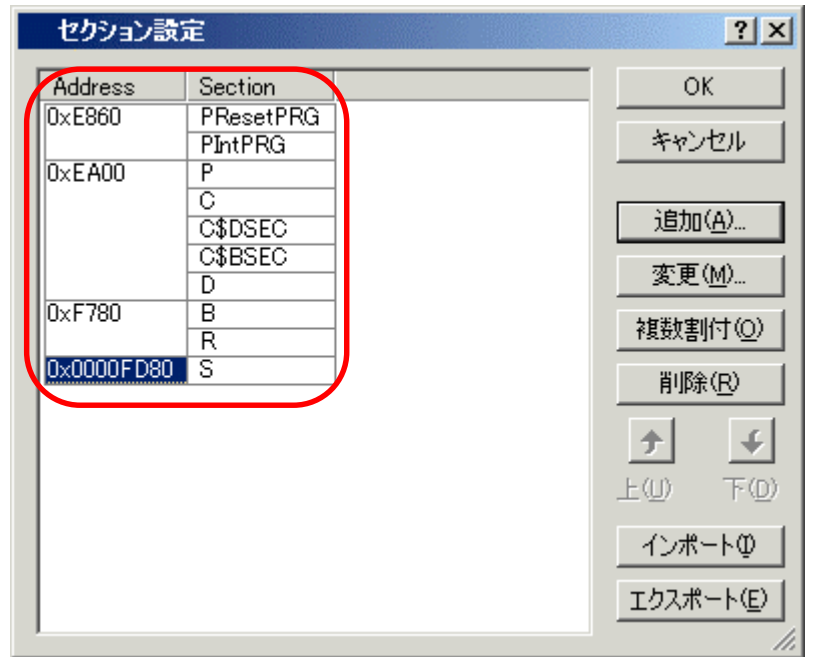 セクション設定
Address Section
0xE860 PResetPRG
PIntPRG
0xEA00 P
C
C$DSEC
C$BSEC
D
0xF780 B
R
0x0000FD80 S
OK
キャンセル
追加(A)...
変更(M)...
複数割付(O)
削除(R)
上(U) 下(D)
インポート(I)
エクスポート(E)